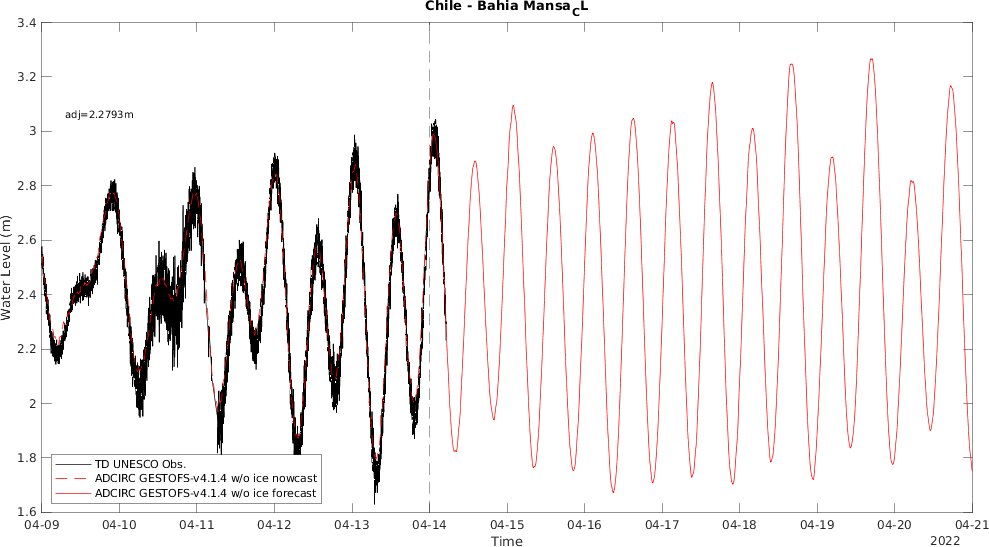 Chile - Bahia Mansa_CL
3.4
3.2
3
2.8
2.6
2.4
2.2
2
1.8
1.6
Water Level (m)
adj=2.2793m
TD UNESCO Obs.
ADCIRC GESTOFS-v4.1.4 w/o ice nowcast
ADCIRC GESTOFS-v4.1.4 w/o ice forecast
04-09 04-10 04-11 04-12 04-13 04-14 04-15 04-16 04-17 04-18 04-19 04-20 04-21
Time
2022